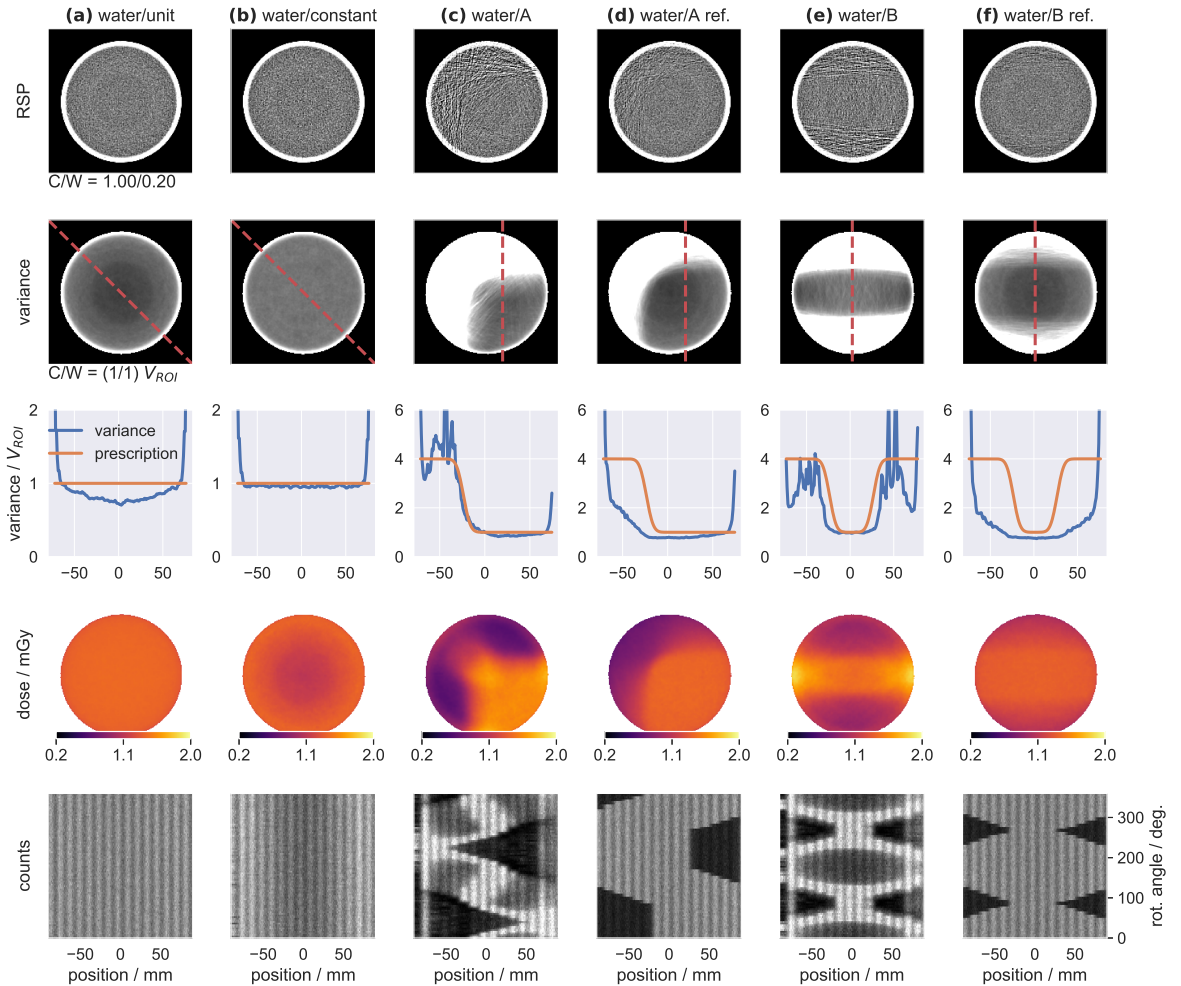 (a) water/unit
(b) water/constant
(c) water/A
(d) water/A ref.
(e) water/B
(f) water/B ref.
RSP
C/W = 1.00/0.20
variance
C/W = (1/1) V_ROI
variance / V_ROI
2
1
0
−50 0 50
variance
prescription
2
1
0
−50 0 50
6
4
2
0
−50 0 50
6
4
2
0
−50 0 50
6
4
2
0
−50 0 50
6
4
2
0
−50 0 50
dose / mGy
0.2 1.1 2.0
0.2 1.1 2.0
0.2 1.1 2.0
0.2 1.1 2.0
0.2 1.1 2.0
0.2 1.1 2.0
counts
−50 0 50
position / mm
−50 0 50
position / mm
−50 0 50
position / mm
−50 0 50
position / mm
−50 0 50
position / mm
−50 0 50
position / mm
300
200
100
0
rot. angle / deg.